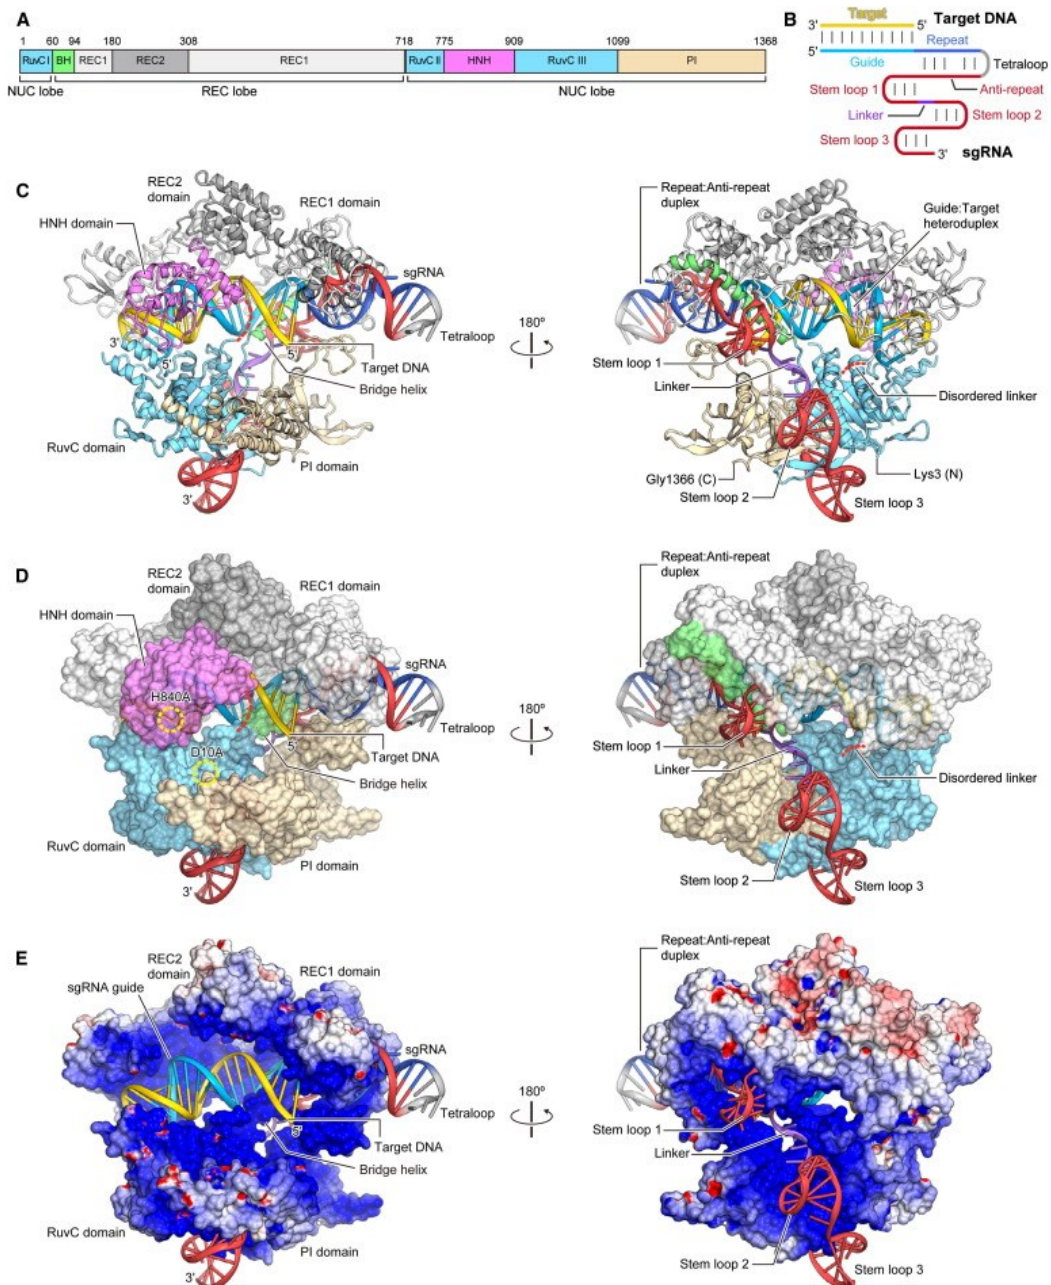 A
1 60 94 180 308 718 775 909 1099 1368
RuvC I BH REC1 REC2 REC1 RuvC II HNH RuvC III PI
NUC lobe REC lobe NUC lobe
B
Target
3' 5' Target DNA
5' Repeat
Guide Tetraloop
Stem loop 1 Anti-repeat
Linker Stem loop 2
Stem loop 3 3' sgRNA
C
REC2
domain
HNH domain
REC1 domain
sgRNA
3'
5'
5'
Tetraloop
Target DNA
Bridge helix
RuvC domain
PI domain
3'
180°
Repeat:Anti-repeat
duplex
Guide:Target
heteroduplex
Stem loop 1
Linker
Disordered linker
Gly1366 (C)
Lys3 (N)
Stem loop 2
Stem loop 3
D
REC2
domain
REC1 domain
HNH domain
H840A
sgRNA
D10A
5'
Tetraloop
Target DNA
Bridge helix
RuvC domain
PI domain
3'
180°
Repeat:Anti-repeat
duplex
Stem loop 1
Linker
Disordered linker
Stem loop 2
Stem loop 3
E
REC2
domain
REC1 domain
sgRNA guide
sgRNA
Tetraloop
5'
Target DNA
Bridge helix
RuvC domain
PI domain
3'
180°
Repeat:Anti-repeat
duplex
Stem loop 1
Linker
Stem loop 2
Stem loop 3